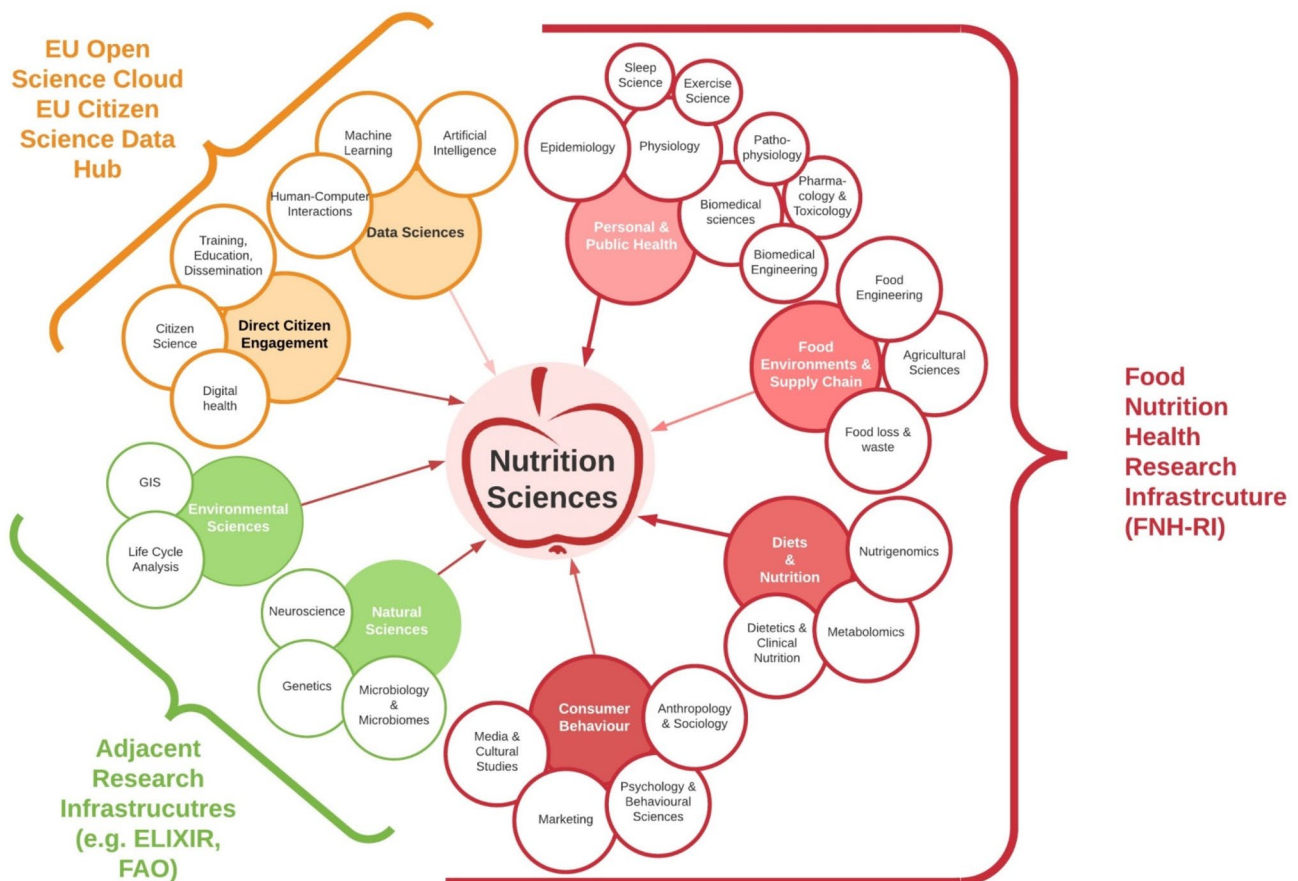 EU Open
Science Cloud
EU Citizen
Science Data
Hub
Machine
Learning
Artificial
Intelligence
Human-Computer
Interactions
Data Sciences
Training,
Education,
Dissemination
Citizen
Science
Digital
health
Direct Citizen
Engagement
Sleep
Science
Exercise
Science
Epidemiology
Physiology
Patho-
physiology
Pharma-
cology &
Toxicology
Biomedical
sciences
Biomedical
Engineering
Personal &
Public Health
Food
Engineering
Agricultural
Sciences
Food loss &
waste
Food
Environments &
Supply Chain
Nutrition
Sciences
Food
Nutrition
Health
Research
Infrastrcuture
(FNH-RI)
GIS
Life Cycle
Analysis
Environmental
Sciences
Neuroscience
Genetics
Microbiology
&
Microbiomes
Natural
Sciences
Diets
&
Nutrition
Nutrigenomics
Metabolomics
Dietetics &
Clinical
Nutrition
Consumer
Behaviour
Anthropology
& Sociology
Media &
Cultural
Studies
Marketing
Psychology &
Behavioural
Sciences
Adjacent
Research
Infrastrucutres
(e.g. ELIXIR,
FAO)